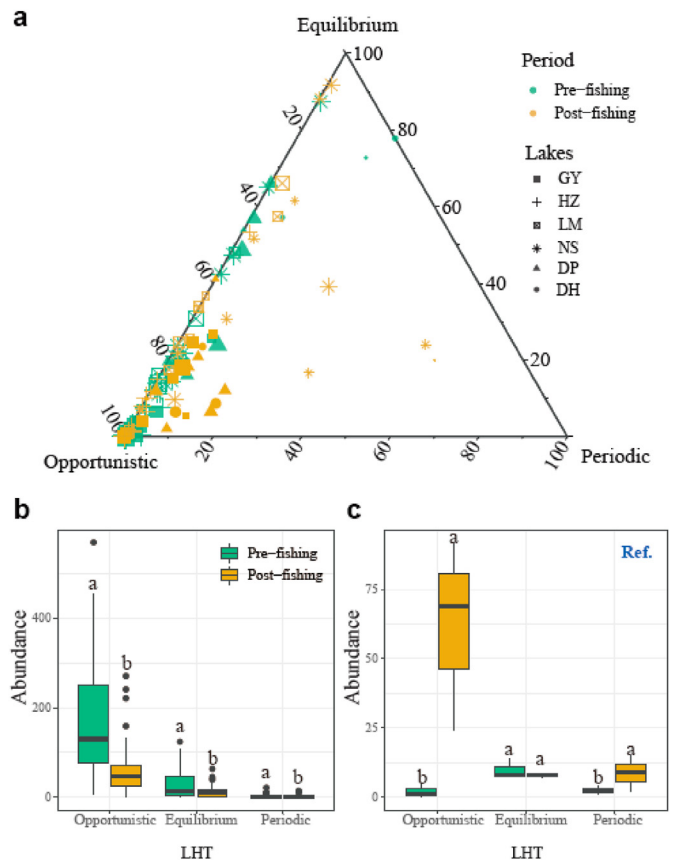 a
Equilibrium
100
Period
Pre-fishing
Post-fishing
20
80
Lakes
GY
40
60
HZ
LM
NS
60
40
DP
DH
80
20
100
Opportunistic
20
40
60
80
100
Periodic
b
c
Pre-fishing
Post-fishing
Ref.
a
b
a
b
a
b
Abundance
400
200
0
Opportunistic
Equilibrium
Periodic
LHT
b
a
a
a
b
a
Abundance
75
50
25
0
Opportunistic
Equilibrium
Periodic
LHT